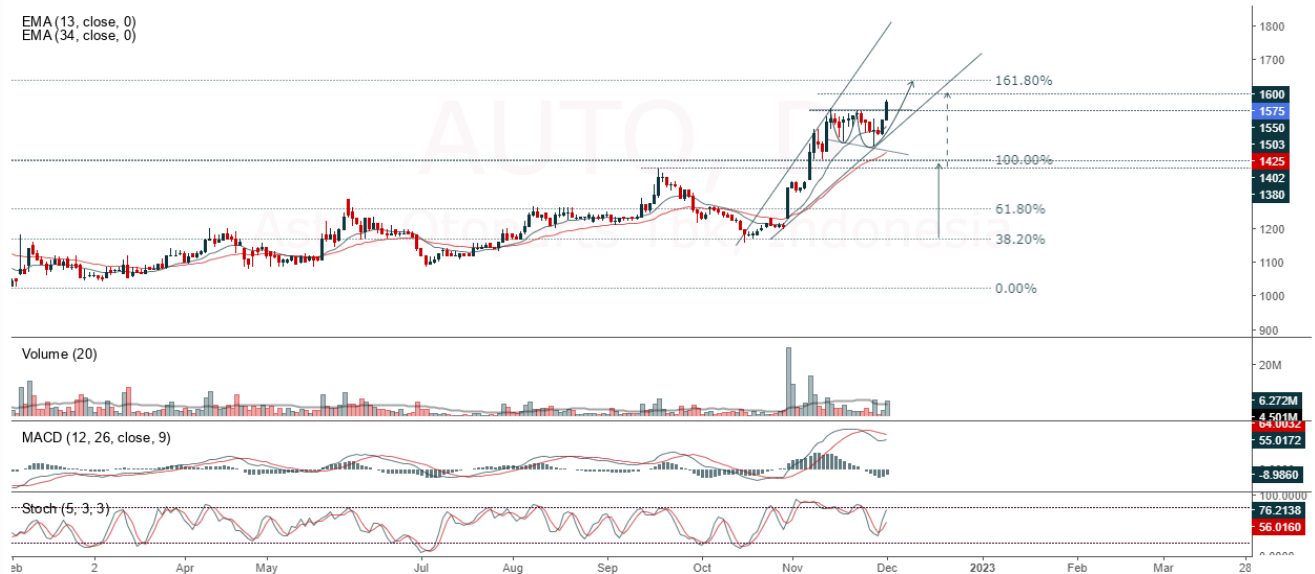 EMA (13, close, 0)
EMA (34, close, 0)
AUTO, D
1800
1700
161.80%
1600
1575
1550
1503
1425
100.00%
1402
1380
61.80%
1200
38.20%
1100
0.00%
1000
900
Volume (20)
20M
6.272M
4.501M
MACD (12, 26, close, 9)
64.0032
55.0172
-8.9860
Stoch (5, 3, 3)
100.0000
76.2138
56.0160
0.0000
eb
2
Apr
May
Jul
Aug
Sep
Oct
Nov
Dec
2023
Feb
Mar
28